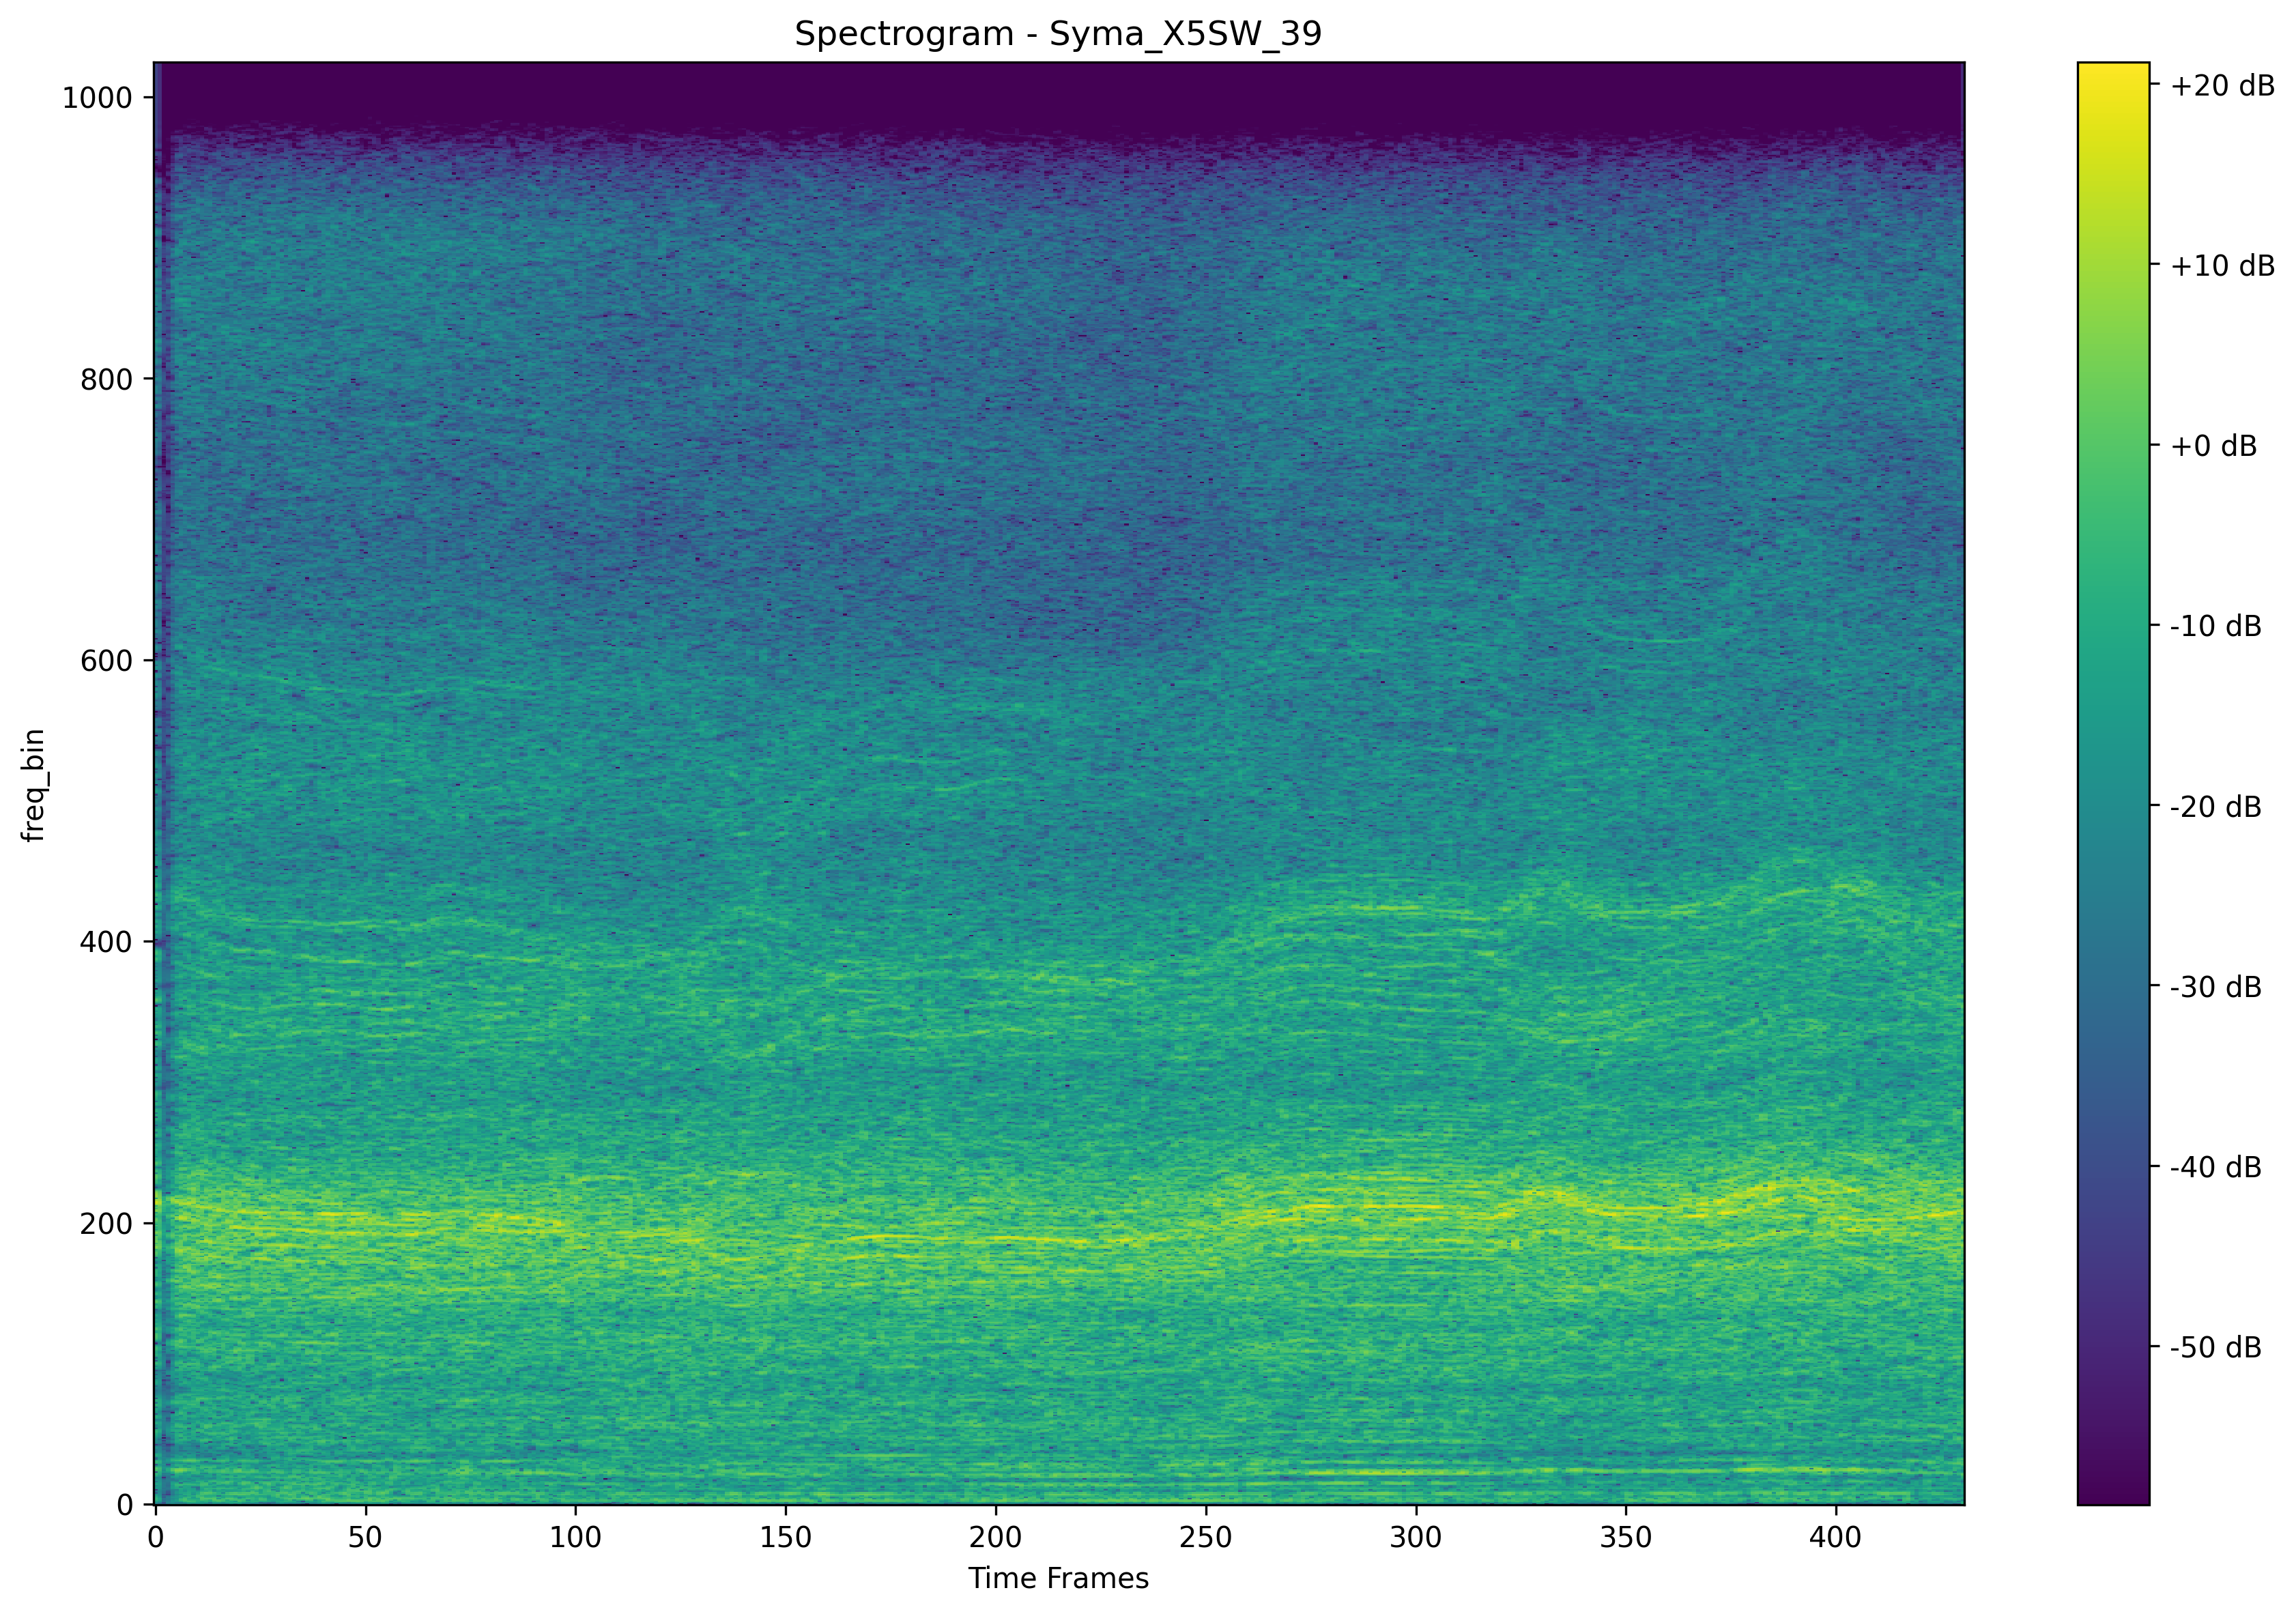 Spectrogram - Syma_X5SW_39
1000
800
600
400
200
0
freq_bin
0 50 100 150 200 250 300 350 400
Time Frames
+20 dB
+10 dB
+0 dB
-10 dB
-20 dB
-30 dB
-40 dB
-50 dB